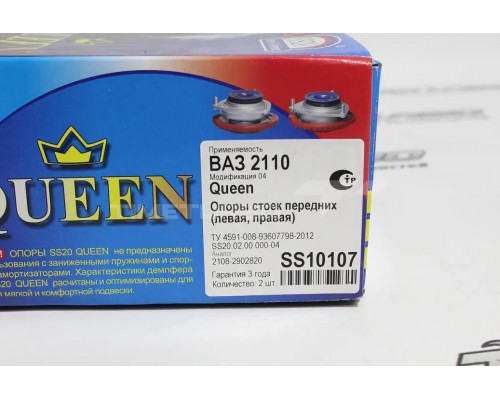 QUEEN
ОПОРЫ SS20 QUEEN не предназначены
с заниженными пружинами и спор-
амортизаторами. Характеристики демпфера
QUEEN расчитаны и оптимизированы для
мягкой и комфортной подвески.
Применяемость
ВАЗ 2110
Модификация 04
Queen
Опоры стоек передних
(левая, правая)
ТУ 4591-008-93607798-2012
SS20.02.00.000-04
Аналог
2108-2902820
SS10107
Гарантия 3 года
Количество: 2 шт.